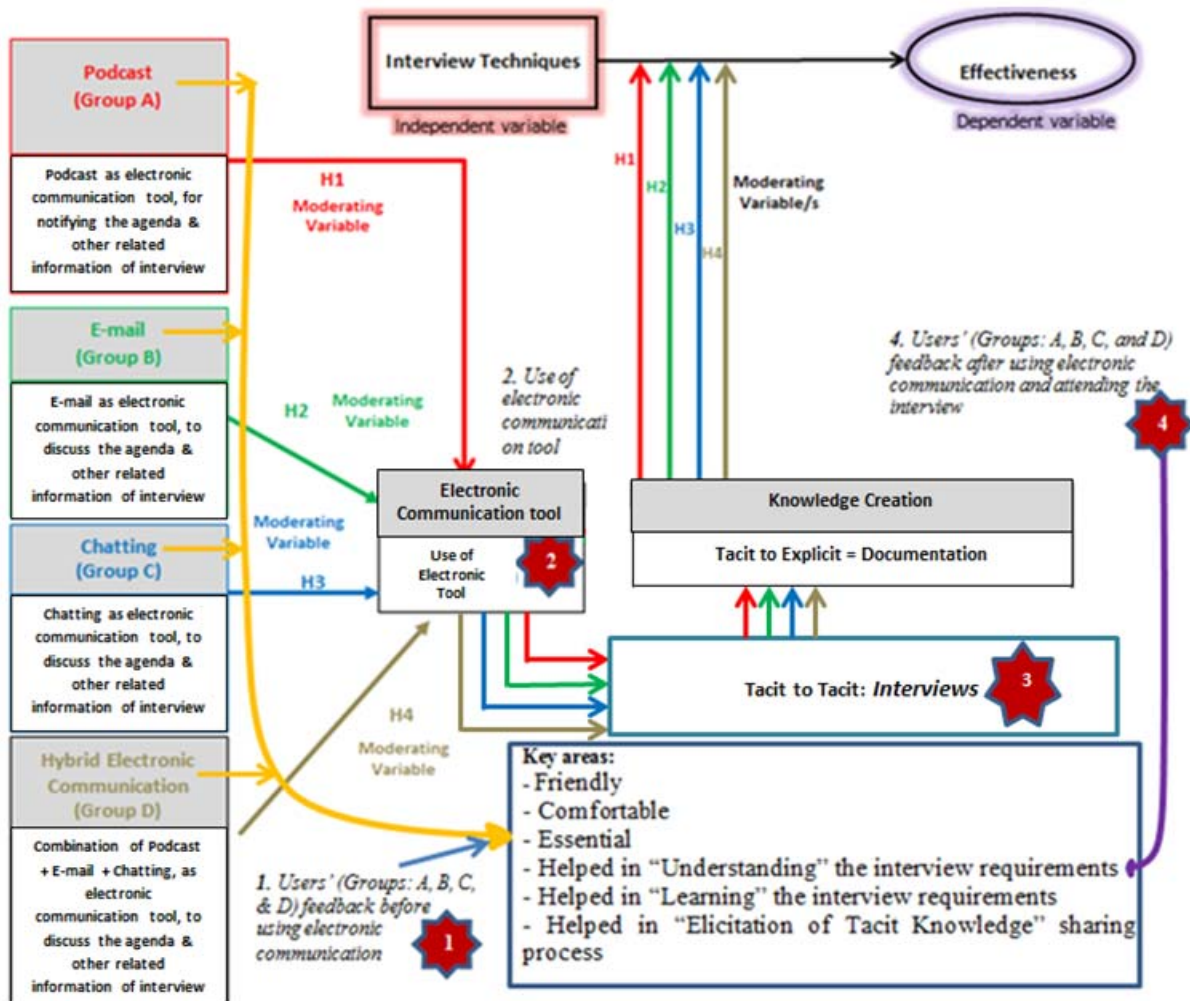 Podcast
(Group A)
Podcast as electronic
communication tool, for
notifying the agenda &
other related
information of interview
E-mail
(Group B)
E-mail as electronic
communication tool, to
discuss the agenda &
other related
information of interview
Chatting
(Group C)
Chatting as electronic
communication tool, to
discuss the agenda &
other related
information of interview
Hybrid Electronic
Communication
(Group D)
Combination of Podcast
+ E-mail + Chatting, as
electronic
communication tool, to
discuss the agenda &
other related
information of interview
Interview Techniques
Independent variable
Effectiveness
Dependent variable
H1
Moderating
Variable
H2
Moderating
Variable
Moderating
Variable
H3
H4
Moderating
Variable
H1
H2
H3
H4
Moderating
Variable/s
2. Use of
electronic
communicati
on tool
Electronic
Communication tool
Use of
Electronic
Tool
2
Knowledge Creation
Tacit to Explicit = Documentation
Tacit to Tacit: Interviews
3
4. Users' (Groups: A, B, C, and D)
feedback after using electronic
communication and attending the
interview
4
1. Users' (Groups: A, B, C,
& D) feedback before
using electronic
communication
1
Key areas:
- Friendly
- Comfortable
- Essential
- Helped in “Understanding” the interview requirements
- Helped in “Learning” the interview requirements
- Helped in “Elicitation of Tacit Knowledge” sharing
process